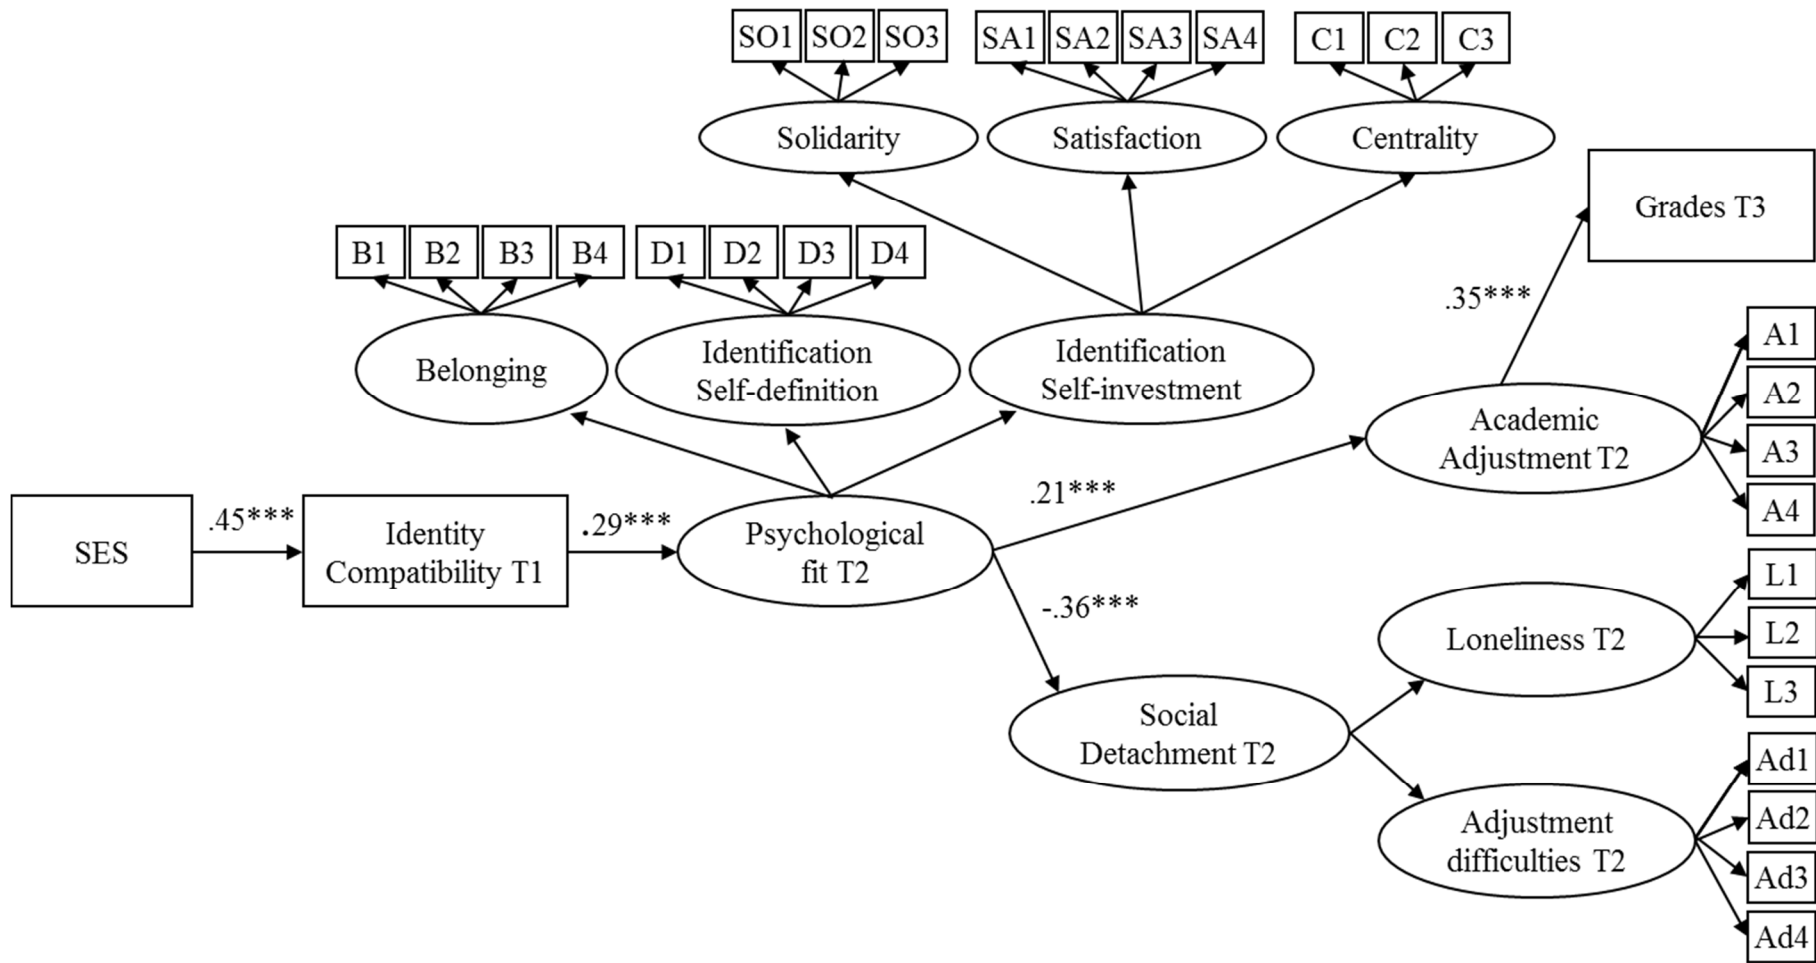 SO1 SO2 SO3 SA1 SA2 SA3 SA4 C1 C2 C3
Solidarity
Satisfaction
Centrality
Grades T3
B1 B2 B3 B4 D1 D2 D3 D4
.35***
Belonging
Identification
Self-definition
Identification
Self-investment
Academic
Adjustment T2
A1
A2
A3
A4
SES
.45***
Identity
Compatibility T1
.29***
Psychological
fit T2
.21***
-.36***
Loneliness T2
L1
L2
L3
Social
Detachment T2
Adjustment
difficulties T2
Ad1
Ad2
Ad3
Ad4